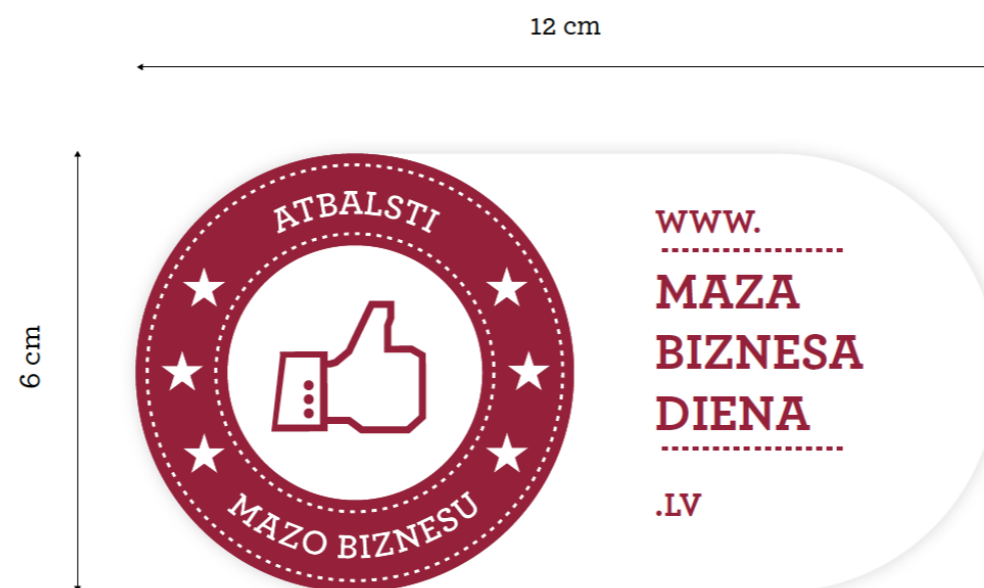 12 cm
6 cm
ATBALSTI
MAZO BIZNESU
www.
MAZA
BIZNESA
DIENA
.LV